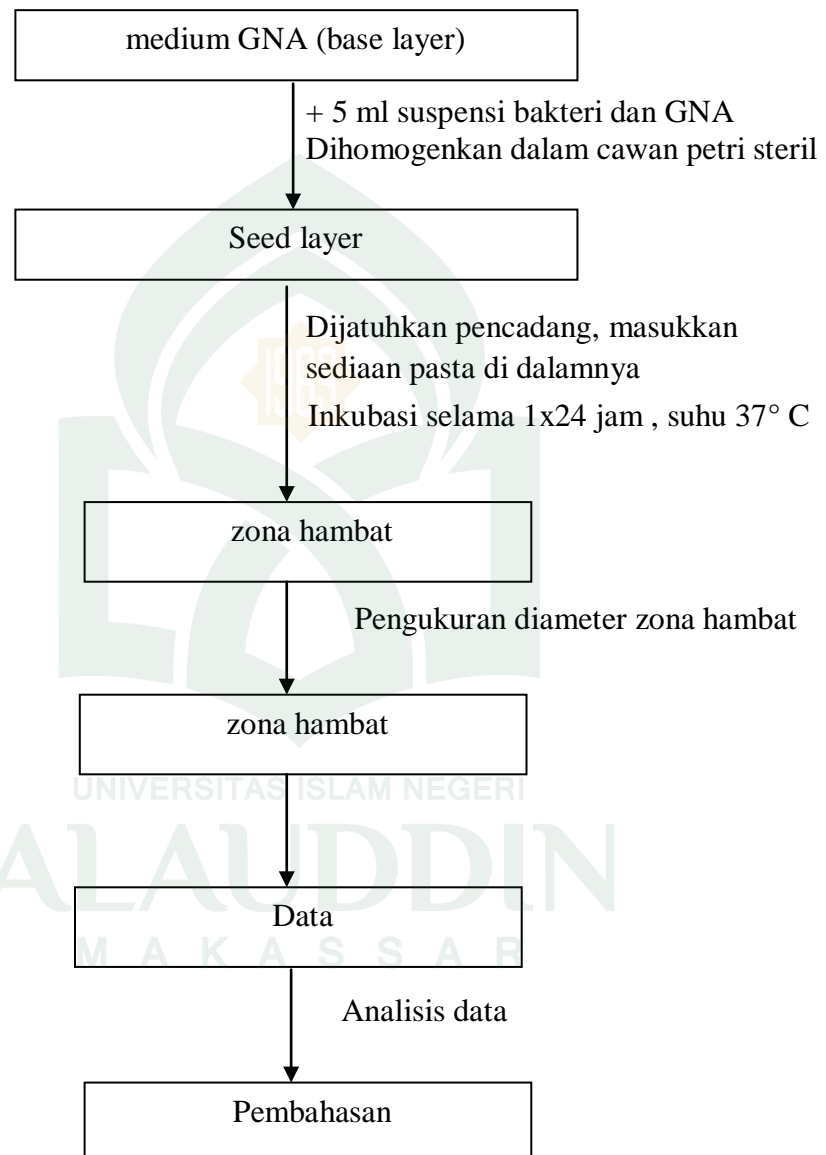 medium GNA (base layer)
+ 5 ml suspensi bakteri dan GNA
Dihomogenkan dalam cawan petri steril
Seed layer
Dijatuhkan pencadang, masukkan
sediaan pasta di dalamnya
Inkubasi selama 1x24 jam , suhu 37° C
zona hambat
Pengukuran diameter zona hambat
zona hambat
UNIVERSITAS ISLAM NEGERI
ALAUDDIN
Data
MAKASSAR
Analisis data
Pembahasan